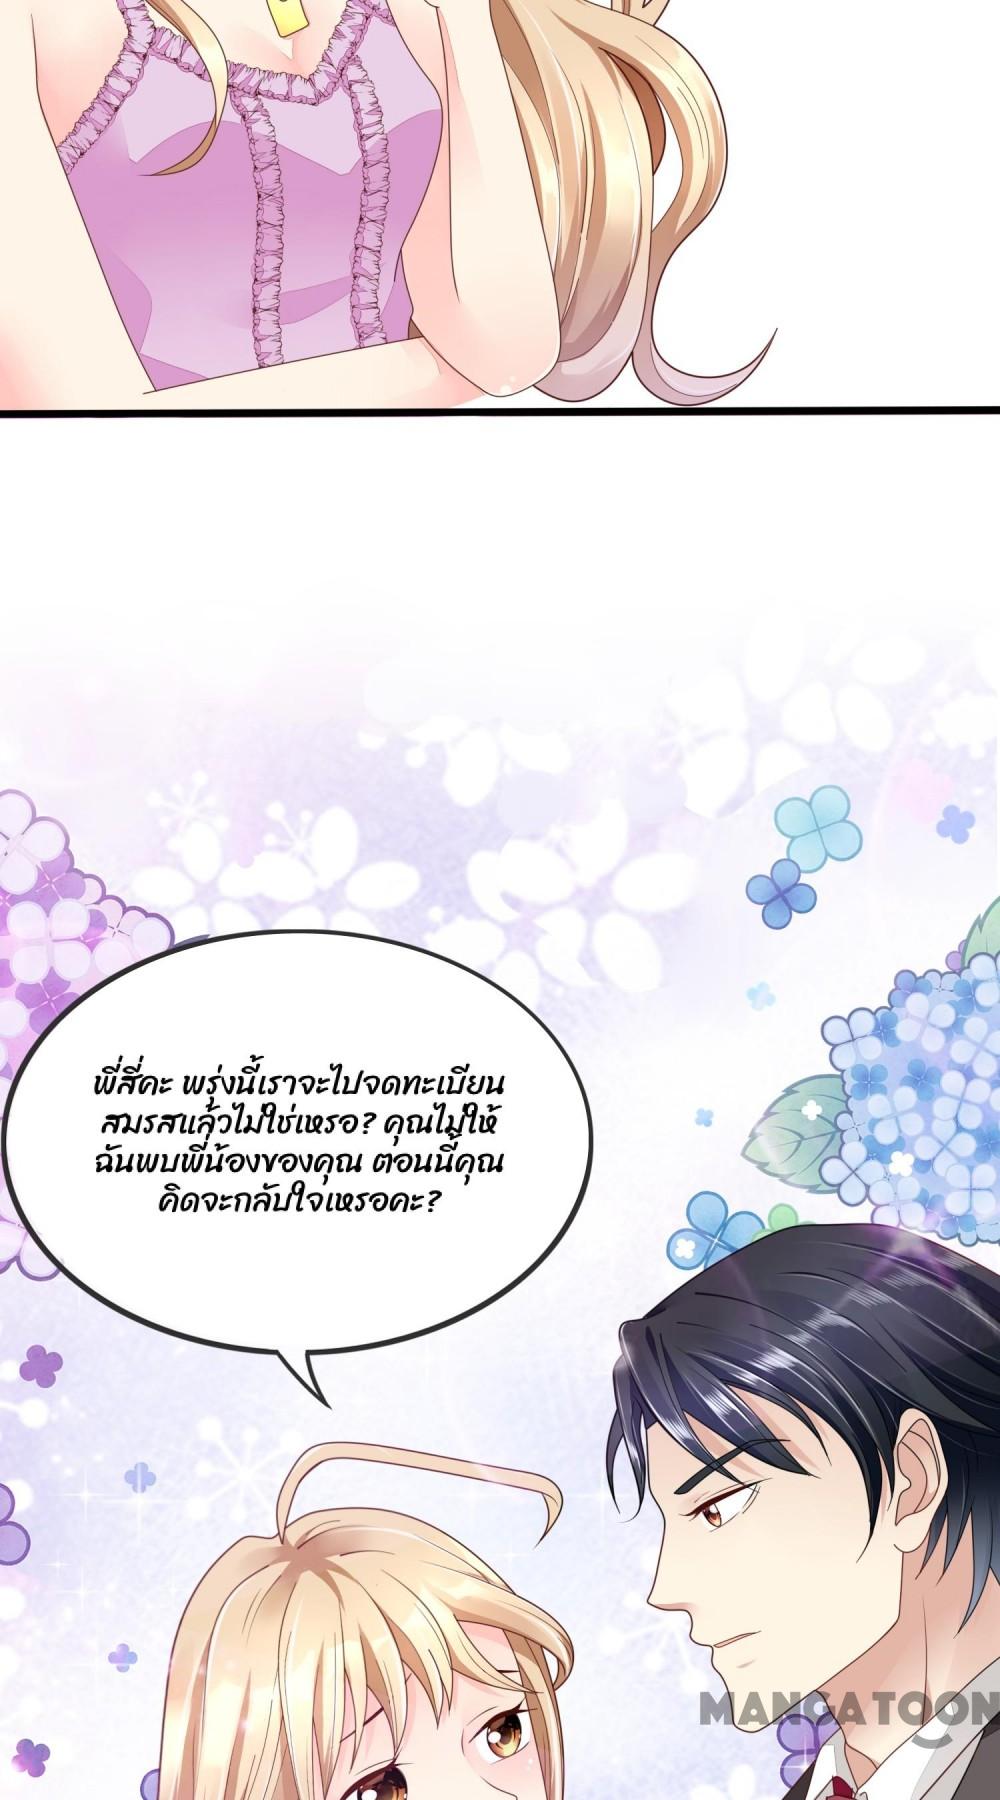 พี่สี่คะ พรุ่งนี้เราจะไปจดทะเบียน
สมรสแล้วไม่ใช่เหรอ? คุณไม่ให้
ฉันพบพี่น้องของคุณ ตอนนี้คุณ
คิดจะกลับใจเหรอคะ?
MANGATOON